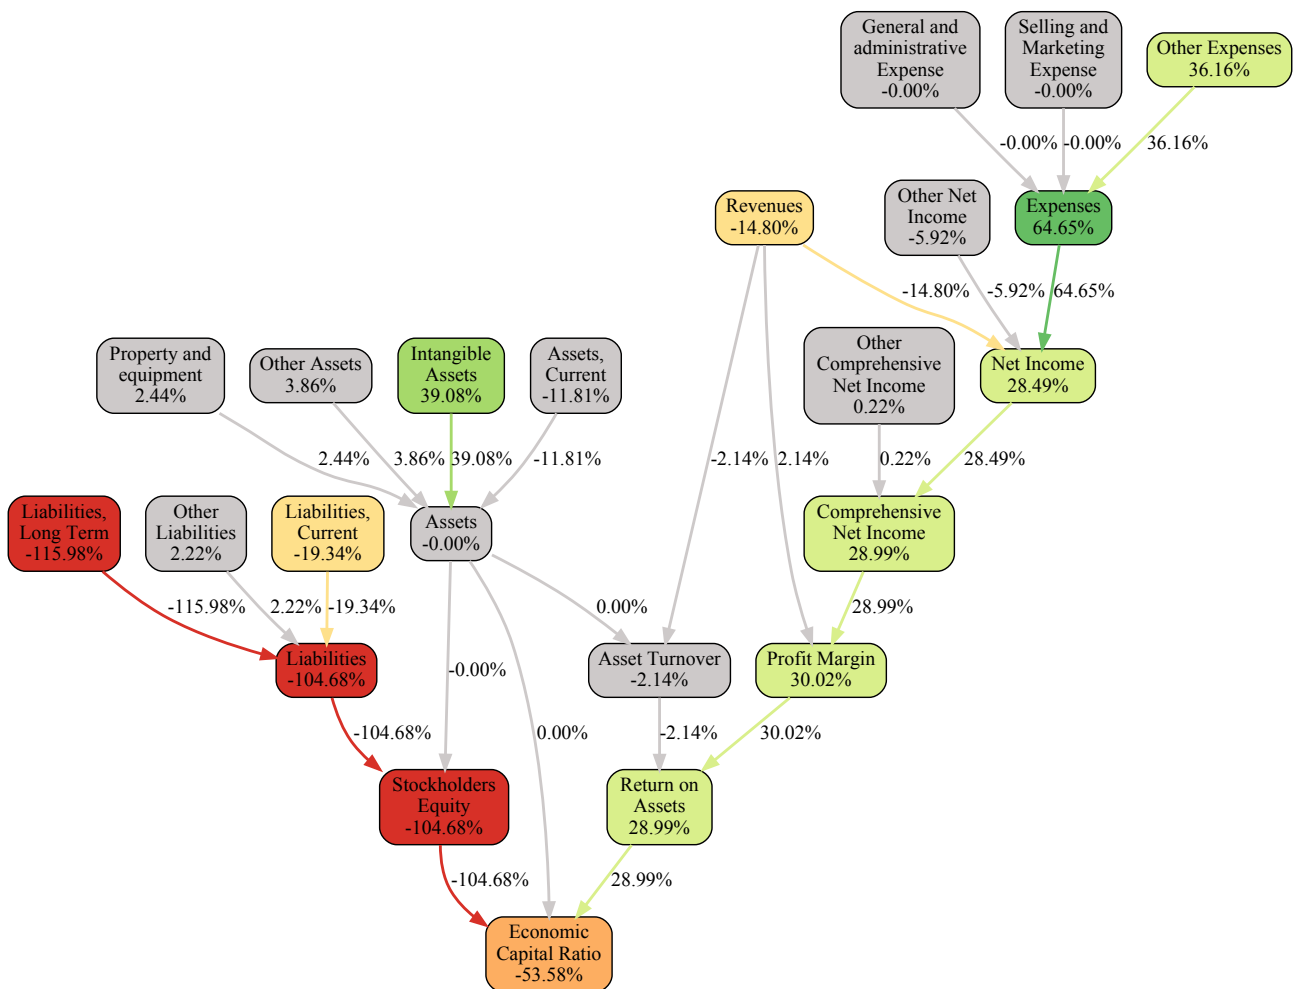 General and
administrative
Expense
-0.00%
Selling and
Marketing
Expense
-0.00%
Other Expenses
36.16%
-0.00%
-0.00%
36.16%
Revenues
-14.80%
Other Net
Income
-5.92%
Expenses
64.65%
-14.80%
-5.92%
64.65%
Property and
equipment
2.44%
Other Assets
3.86%
Intangible
Assets
39.08%
Assets,
Current
-11.81%
Other
Comprehensive
Net Income
0.22%
Net Income
28.49%
2.44%
3.86%
39.08%
-11.81%
-2.14%
2.14%
0.22%
28.49%
Liabilities,
Long Term
-115.98%
Other
Liabilities
2.22%
Liabilities,
Current
-19.34%
Assets
-0.00%
Comprehensive
Net Income
28.99%
-115.98%
2.22%
-19.34%
0.00%
28.99%
Liabilities
-104.68%
-0.00%
Asset Turnover
-2.14%
Profit Margin
30.02%
-104.68%
0.00%
-2.14%
30.02%
Stockholders
Equity
-104.68%
Return on
Assets
28.99%
-104.68%
28.99%
Economic
Capital Ratio
-53.58%